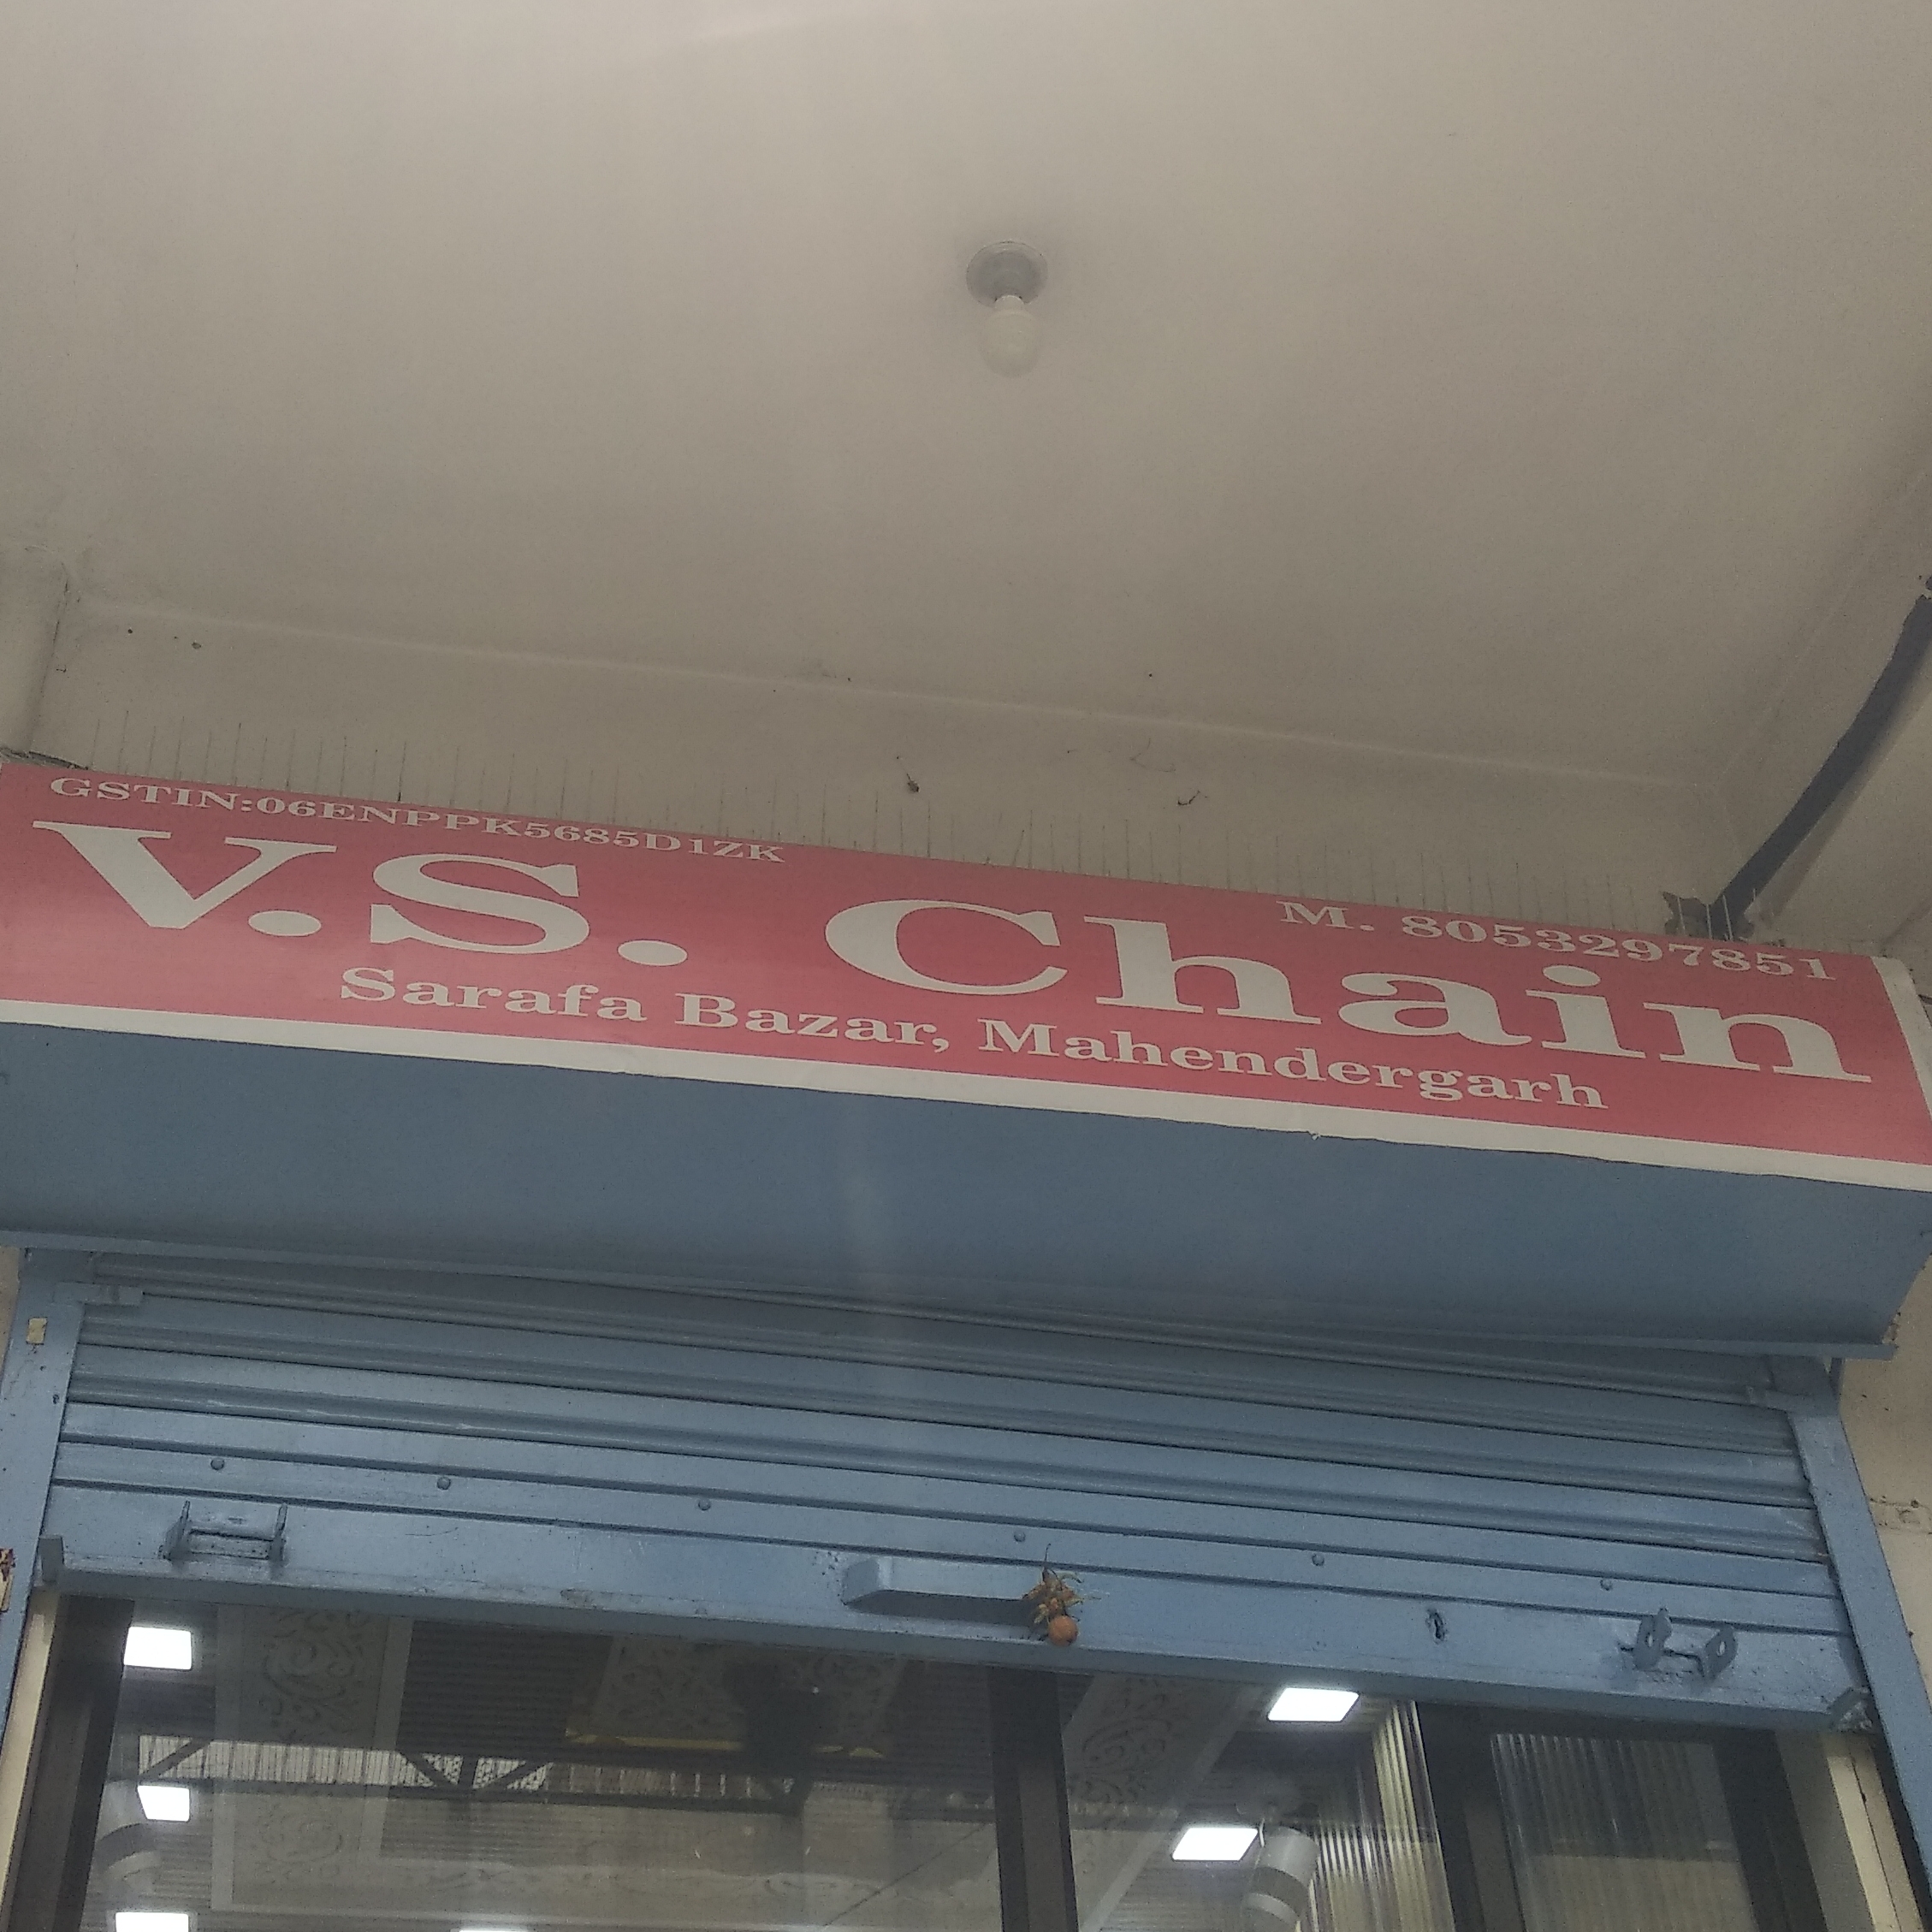 GSTIN:06ENPPK5685D1ZK
M. 8053297851
V.S. Chain
Sarafa Bazar, Mahendergarh